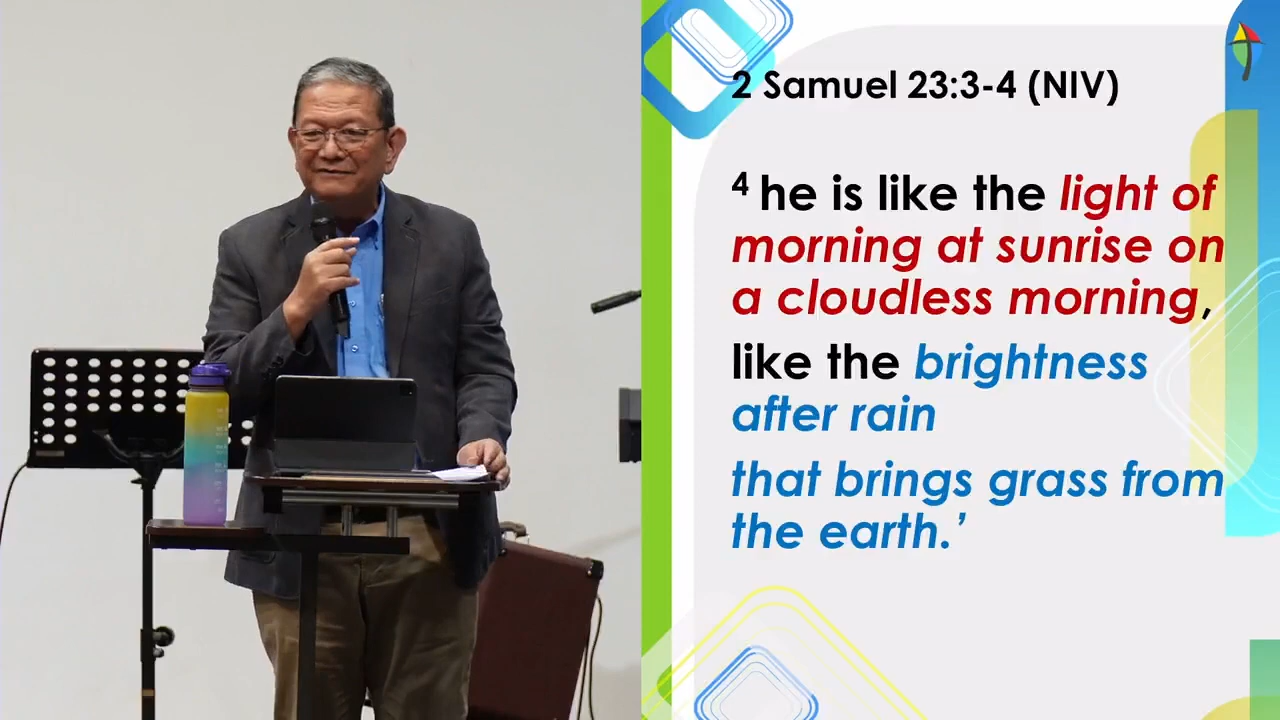 2 Samuel 23:3-4 (NIV)
4 he is like the light of
morning at sunrise on
a cloudless morning,
like the brightness
after rain
that brings grass from
the earth.’